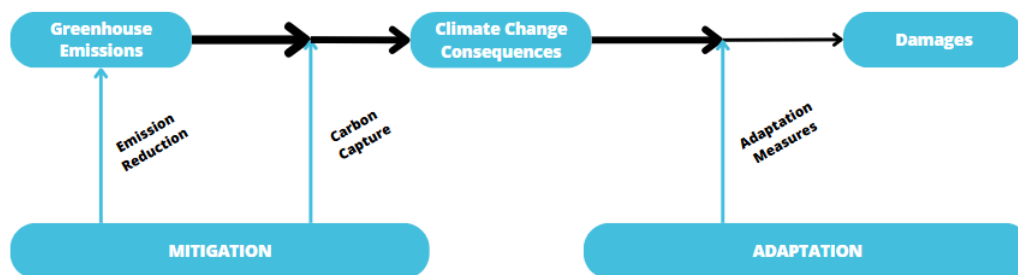 Greenhouse
Emissions
Climate Change
Consequences
Damages
Emission
Reduction
Carbon
Capture
Adaptation
Measures
MITIGATION
ADAPTATION